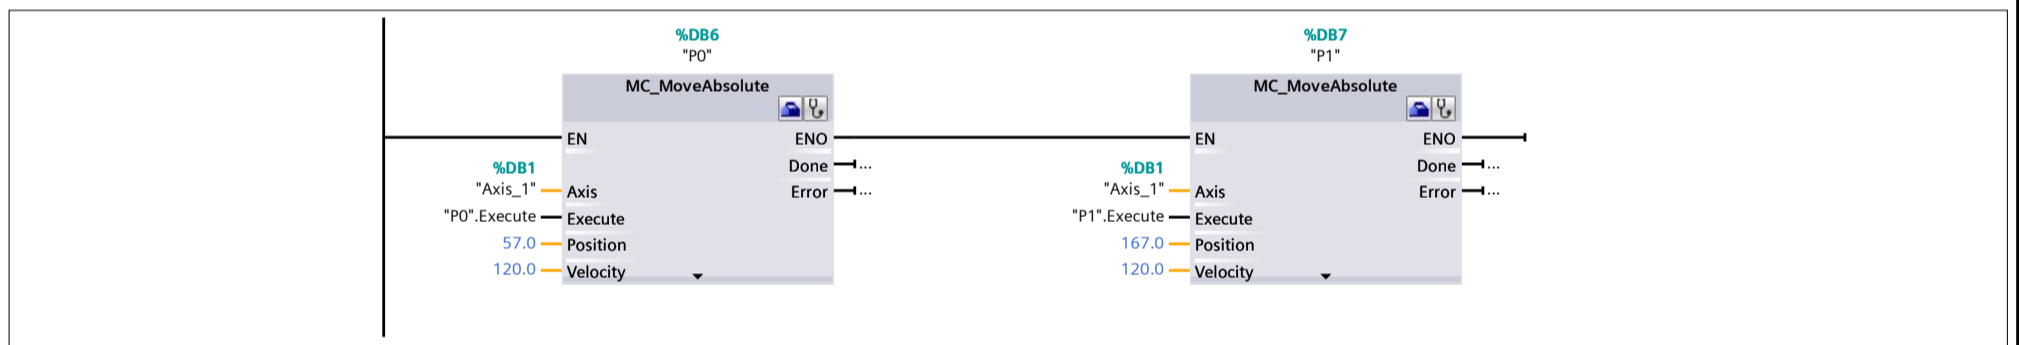 %DB6
"P0"
MC_MoveAbsolute
EN
ENO
Done
...
%DB1
"Axis_1"
Axis
Error
...
"P0".Execute
Execute
57.0
Position
120.0
Velocity
%DB7
"P1"
MC_MoveAbsolute
EN
ENO
Done
...
%DB1
"Axis_1"
Axis
Error
...
"P1".Execute
Execute
167.0
Position
120.0
Velocity